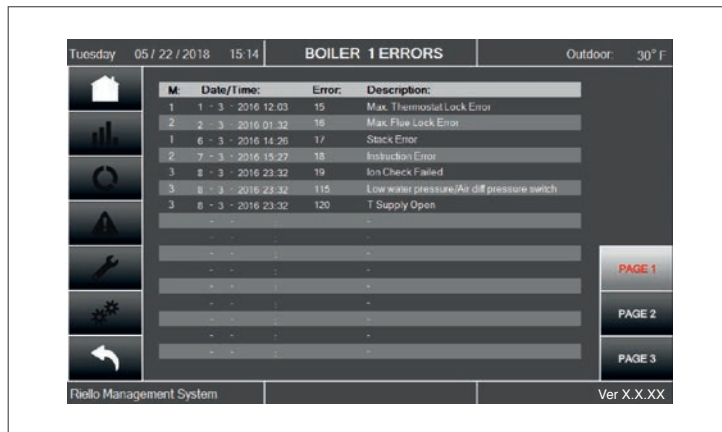 Tuesday 05 / 22 / 2018 15:14 BOILER 1 ERRORS Outdoor: 30° F
M: Date/Time: Error: Description:
1 1 - 3 - 2016 12:03 15 Max. Thermostat Lock Error
2 2 - 3 - 2016 01:32 16 Max. Flue Lock Error
1 6 - 3 - 2016 14:26 17 Stack Error
2 7 - 3 - 2016 15:27 18 Instruction Error
3 8 - 3 - 2016 23:32 19 Ion Check Failed
3 8 - 3 - 2016 23:32 115 Low water pressure/Air diff pressure switch
3 8 - 3 - 2016 23:32 120 T Supply Open
- - : -
- - : -
- - : -
- - : -
- - : -
- - : -
- - : -
- - : -
- - : -
PAGE 1
PAGE 2
PAGE 3
Riello Management System Ver X.X.XX